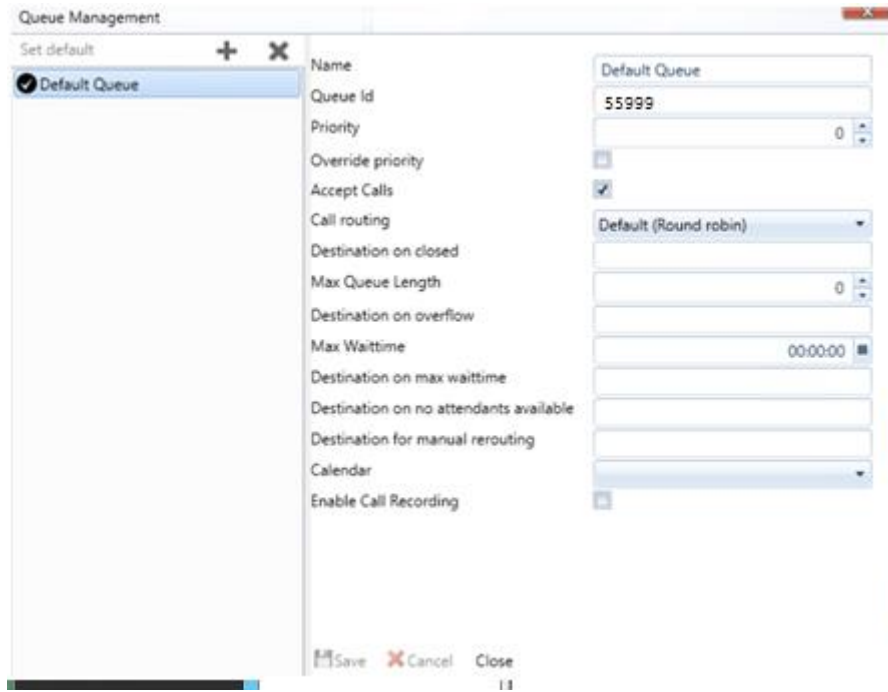 Queue Management
Set default
Default Queue
Name Default Queue
Queue Id 55999
Priority 0
Override priority
Accept Calls
Call routing Default (Round robin)
Destination on closed
Max Queue Length 0
Destination on overflow
Max Waittime 00:00:00
Destination on max waittime
Destination on no attendants available
Destination for manual rerouting
Calendar
Enable Call Recording
Save Cancel Close